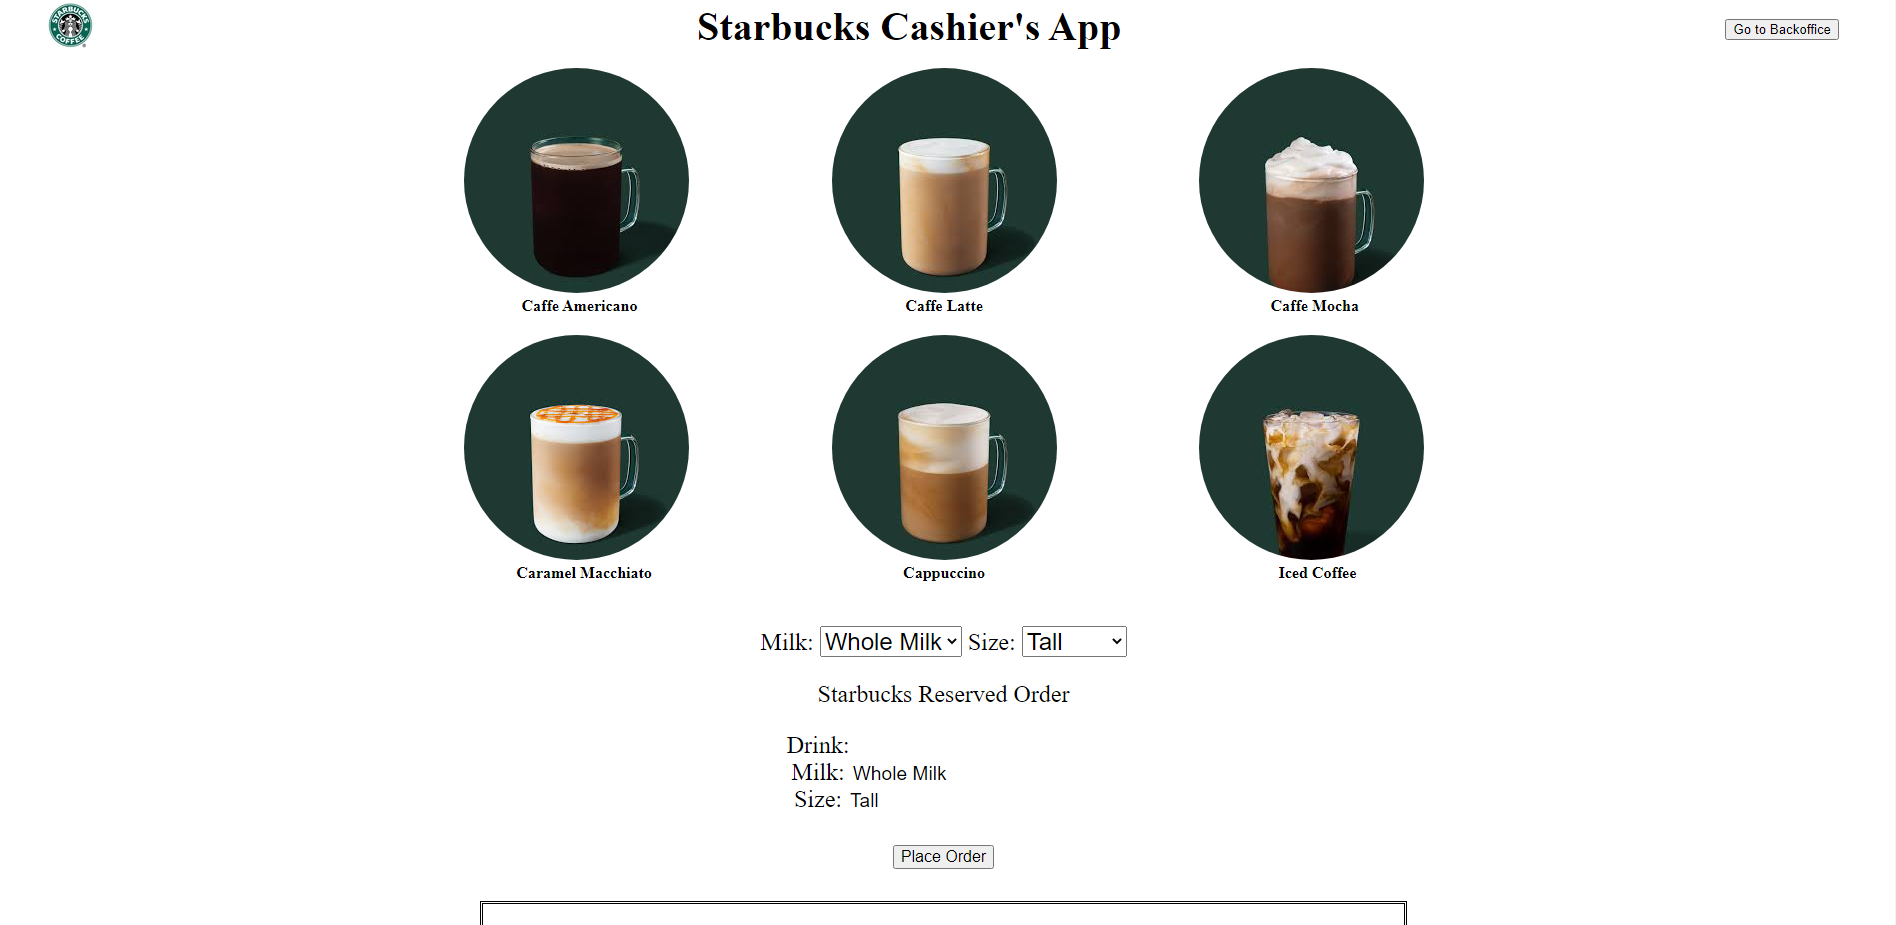 STARBUCKS
COFFEE
Starbucks Cashier's App
Go to Backoffice
Caffe Americano
Caffe Latte
Caffe Mocha
Caramel Macchiato
Cappuccino
Iced Coffee
Milk: Whole Milk Size: Tall
Starbucks Reserved Order
Drink:
Milk: Whole Milk
Size: Tall
Place Order